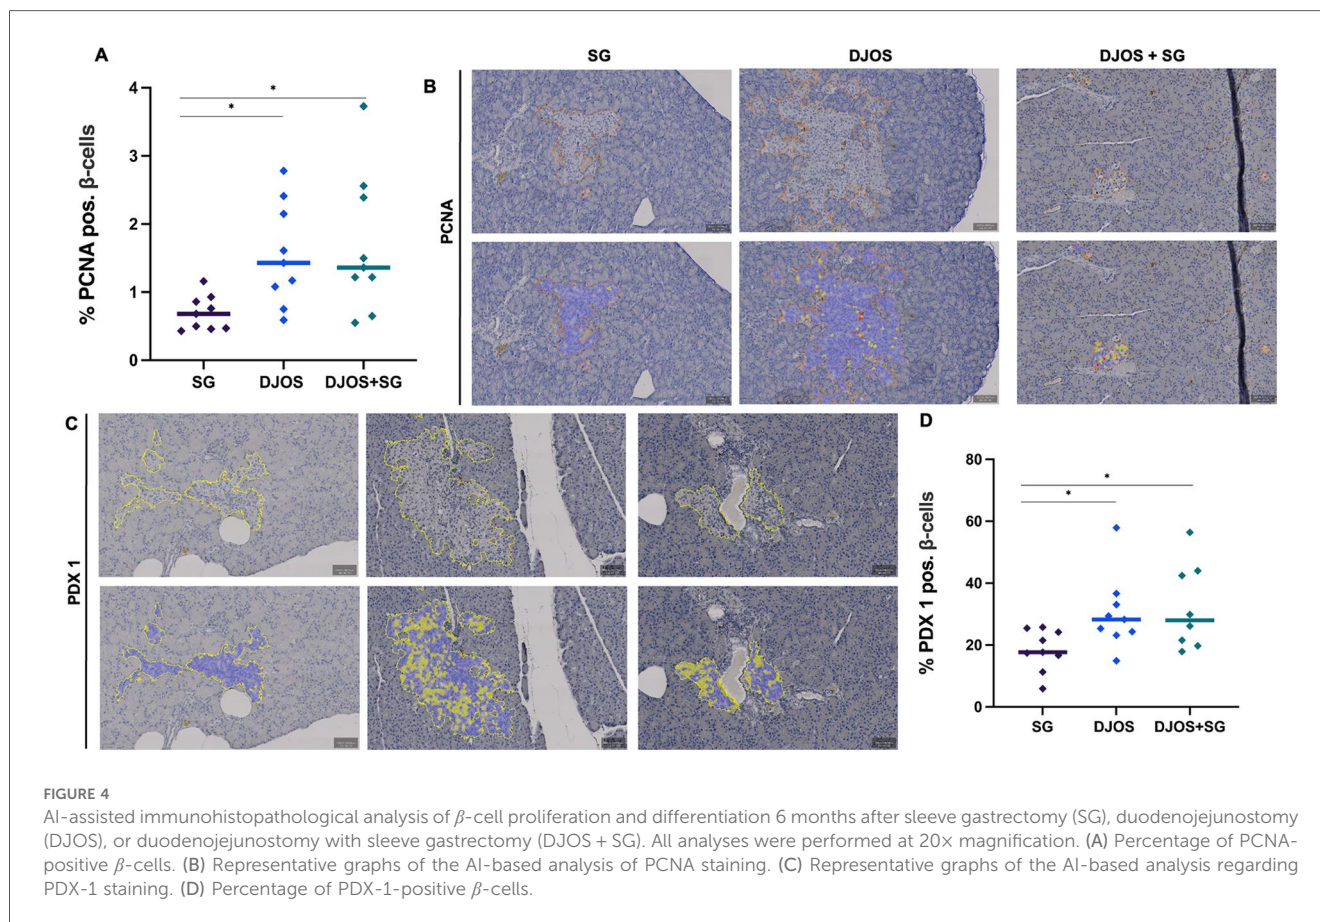 A
% PCNA pos. β-cells
4
3
2
1
0
*
*
SG
DJOS
DJOS+SG
B
SG
DJOS
DJOS + SG
PCNA
C
PDX 1
D
% PDX 1 pos. β-cells
80
60
40
20
0
*
*
SG
DJOS
DJOS+SG
FIGURE 4
AI-assisted immunohistopathological analysis of β-cell proliferation and differentiation 6 months after sleeve gastrectomy (SG), duodenojejunostomy
(DJOS), or duodenojejunostomy with sleeve gastrectomy (DJOS + SG). All analyses were performed at 20× magnification. (A) Percentage of PCNA-
positive β-cells. (B) Representative graphs of the AI-based analysis of PCNA staining. (C) Representative graphs of the AI-based analysis regarding
PDX-1 staining. (D) Percentage of PDX-1-positive β-cells.